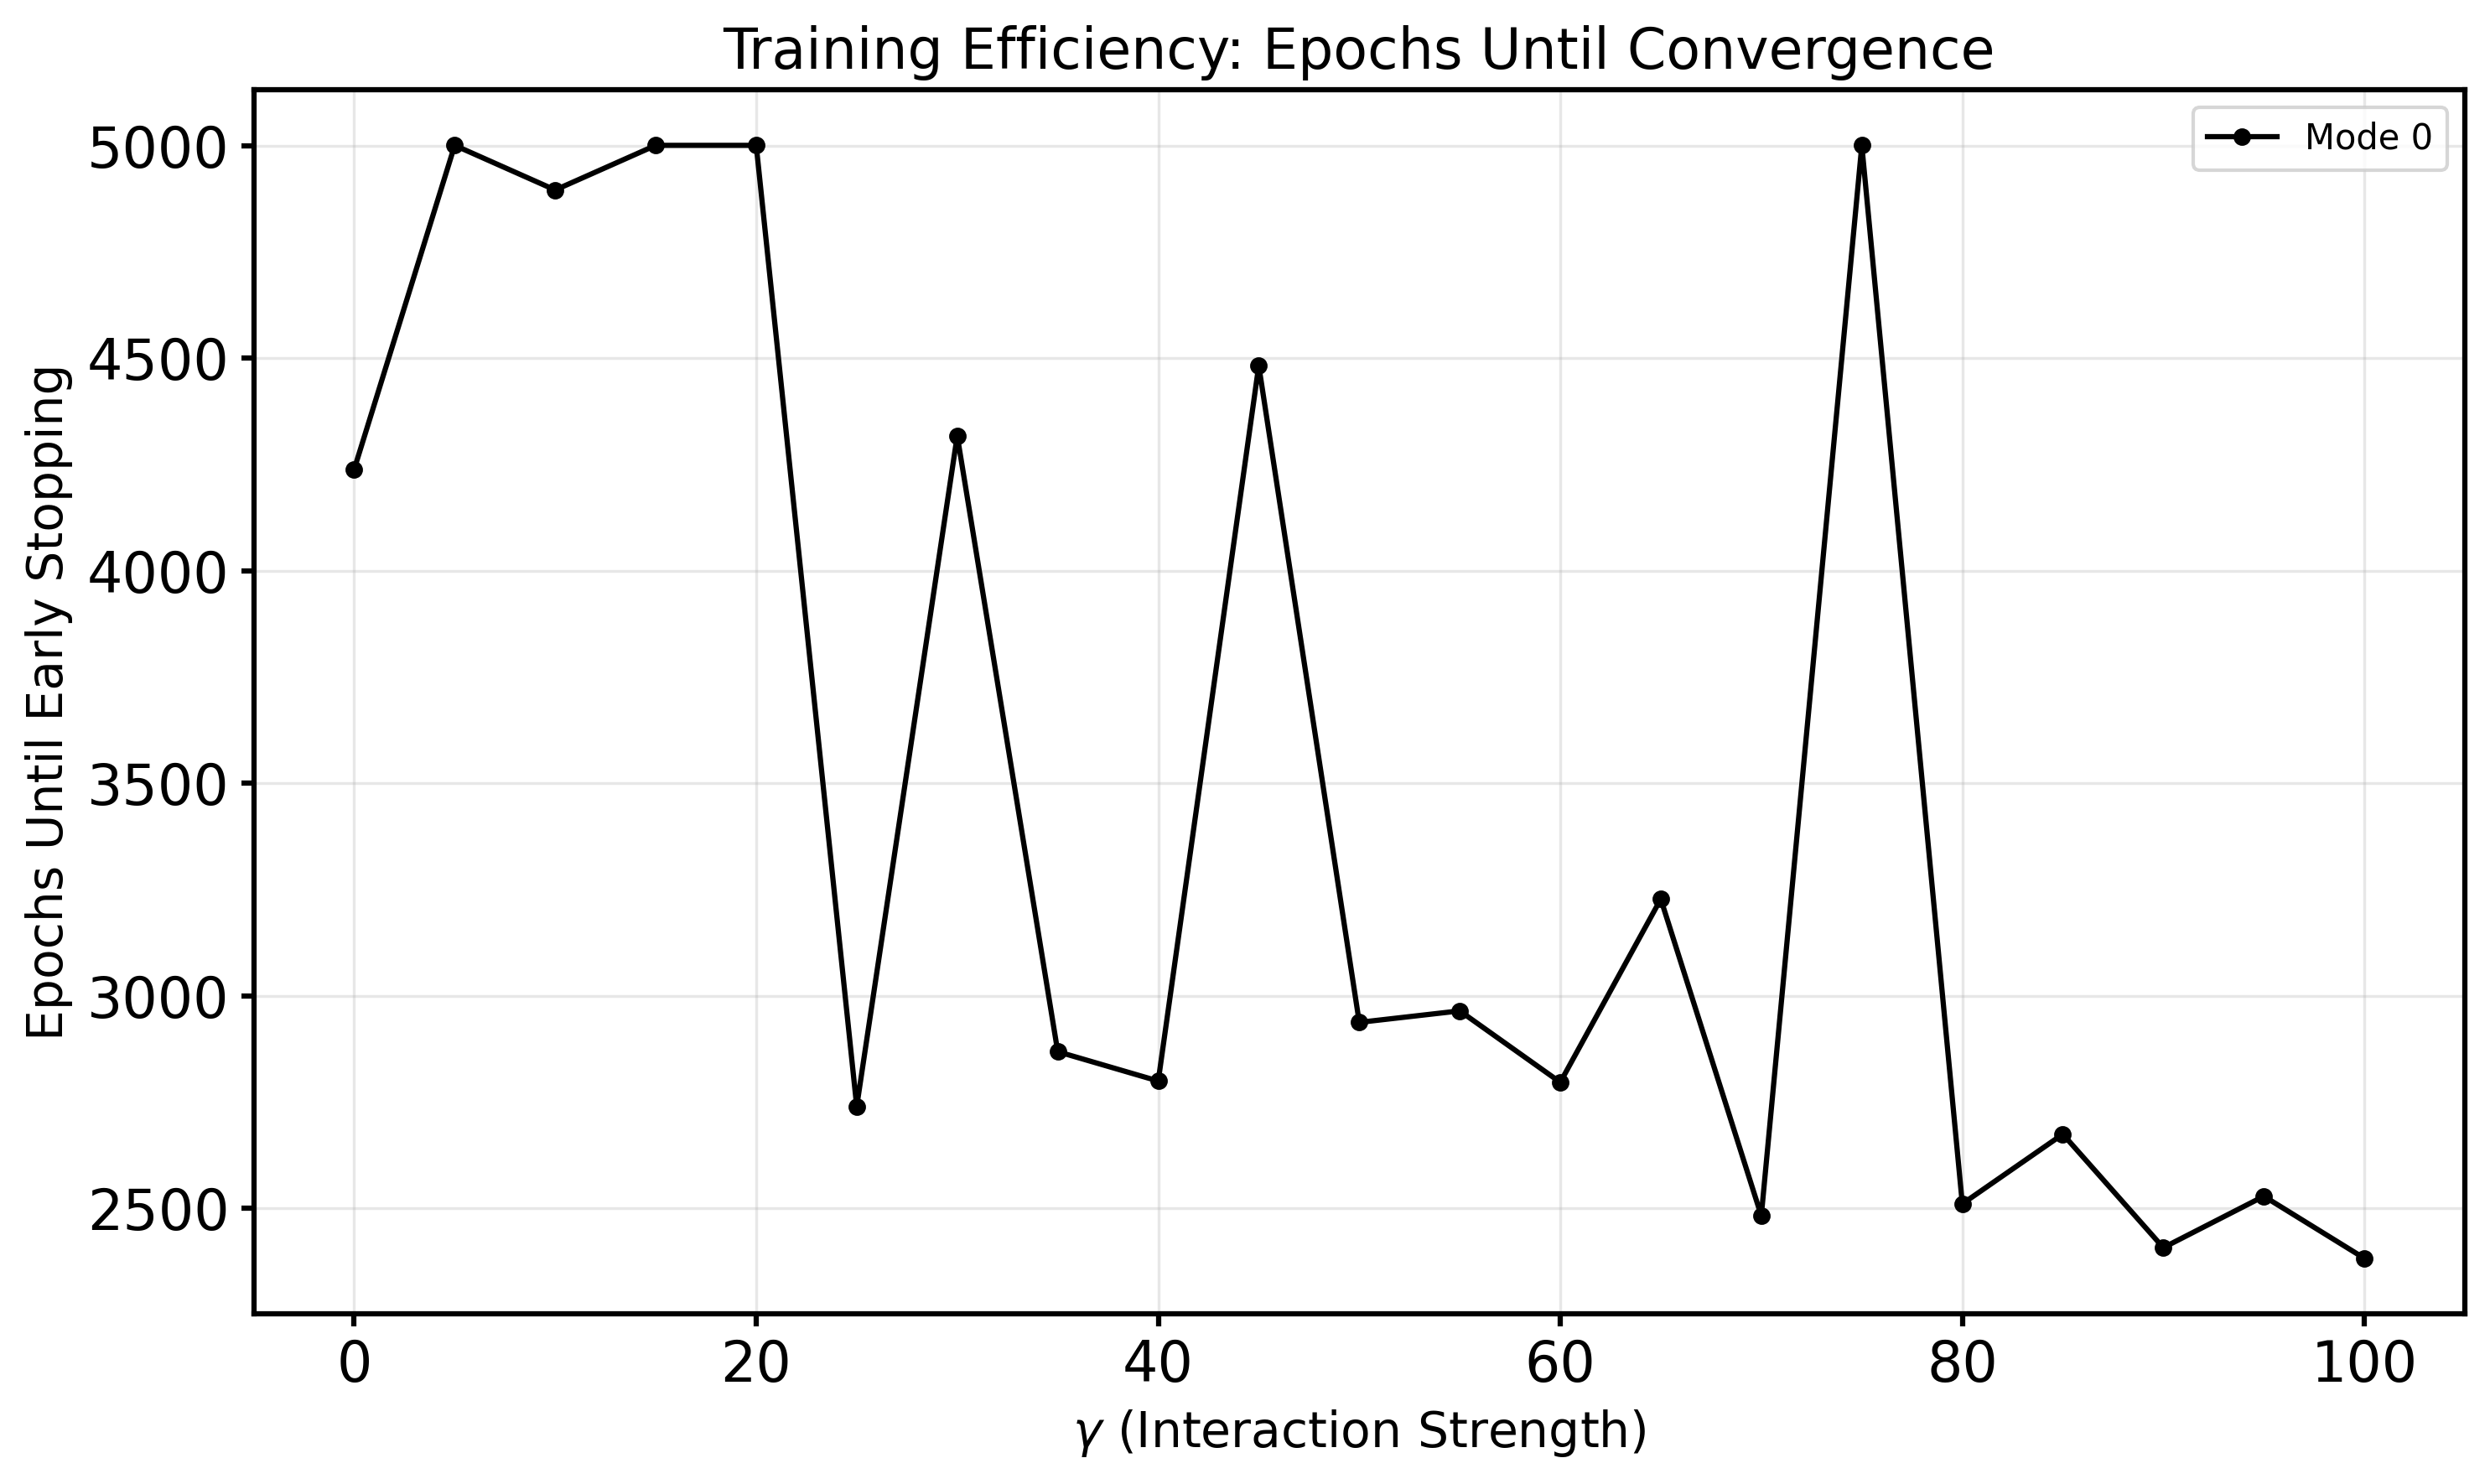 Training Efficiency: Epochs Until Convergence
Mode 0
Epochs Until Early Stopping
5000
4500
4000
3500
3000
2500
0 20 40 60 80 100
γ (Interaction Strength)